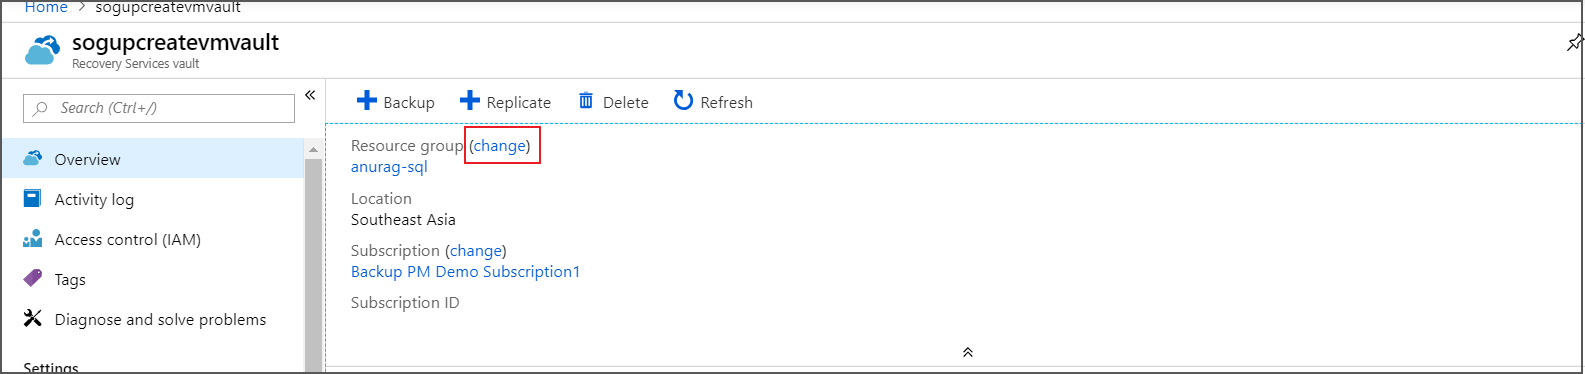 Home > sogupcreatevmvault
sogupcreatevmvault
Recovery Services vault
Search (Ctrl+/)
«
Overview
Activity log
Access control (IAM)
Tags
Diagnose and solve problems
Settings
Backup Replicate Delete Refresh
Resource group (change)
anurag-sql
Location
Southeast Asia
Subscription (change)
Backup PM Demo Subscription1
Subscription ID